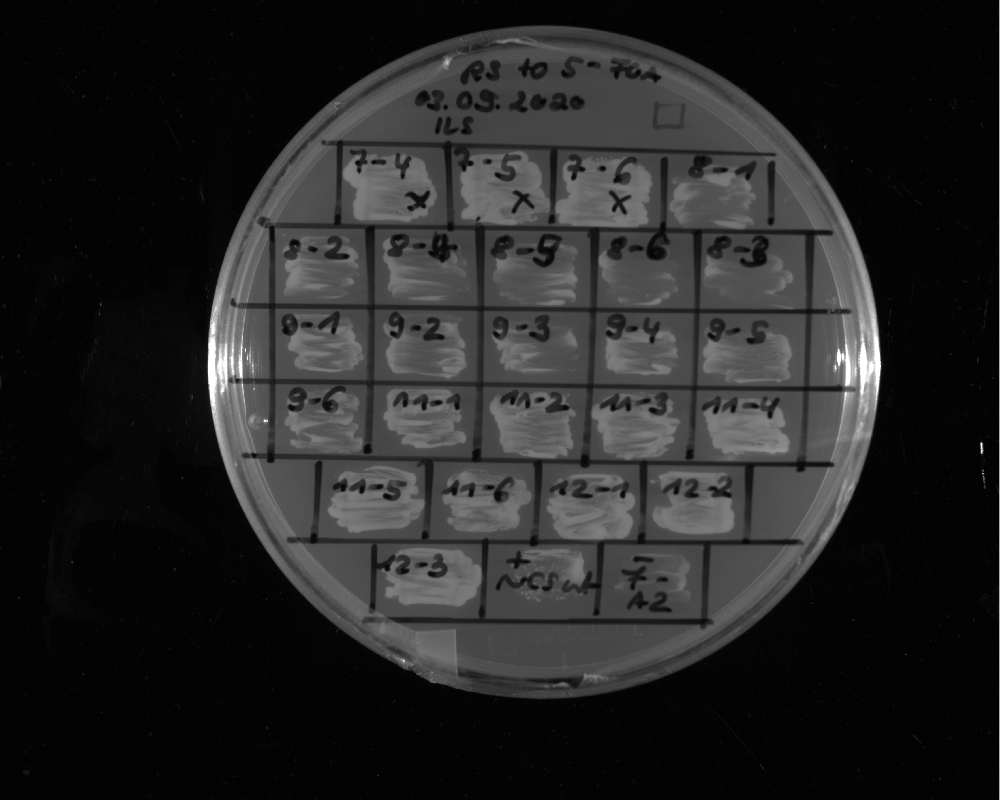 RS to 5-FOA
03.09.2020
ILS
7-4 7-5 7-6 8-1
x x x
8-2 8-4 8-5 8-6 8-3
9-1 9-2 9-3 9-4 9-5
9-6 11-1 11-2 11-3 11-4
11-5 11-6 12-1 12-2
12-3 + -
NCS wt 7-
A2